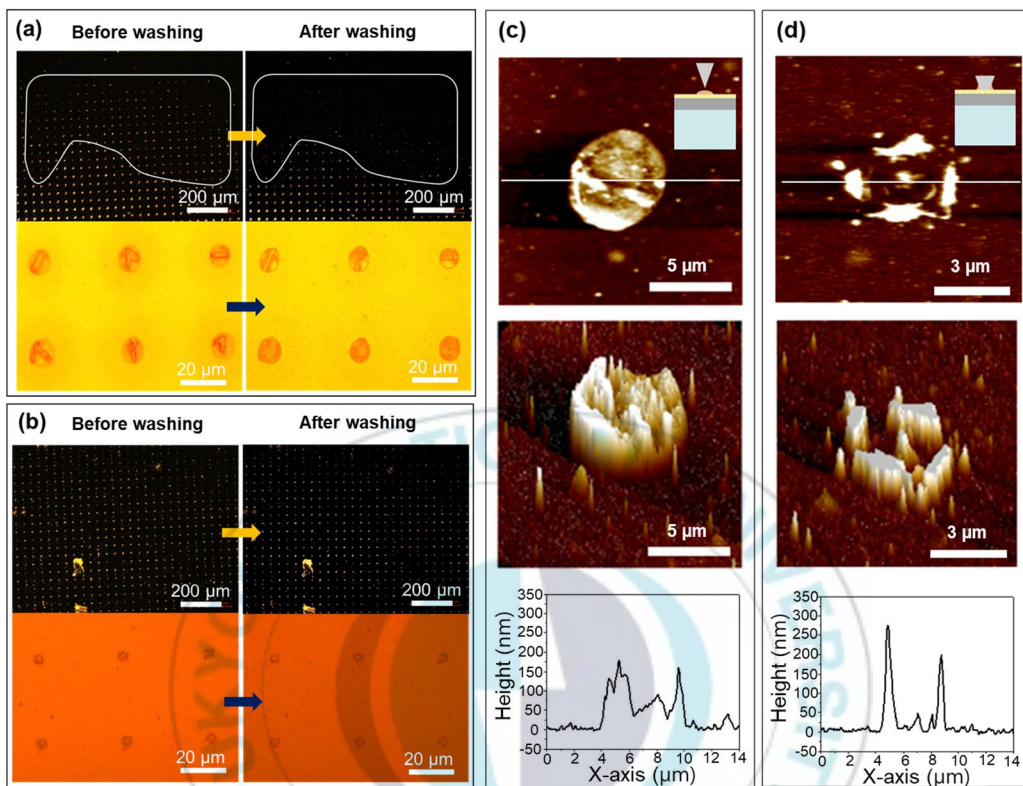 (a)
Before washing
After washing
200 µm
200 µm
20 µm
20 µm
(b)
Before washing
After washing
200 µm
200 µm
20 µm
20 µm
(c)
5 µm
5 µm
350
300
250
200
150
100
50
0
-50
Height (nm)
0 2 4 6 8 10 12 14
X-axis (µm)
(d)
3 µm
3 µm
350
300
250
200
150
100
50
0
-50
Height (nm)
0 2 4 6 8 10 12 14
X-axis (µm)